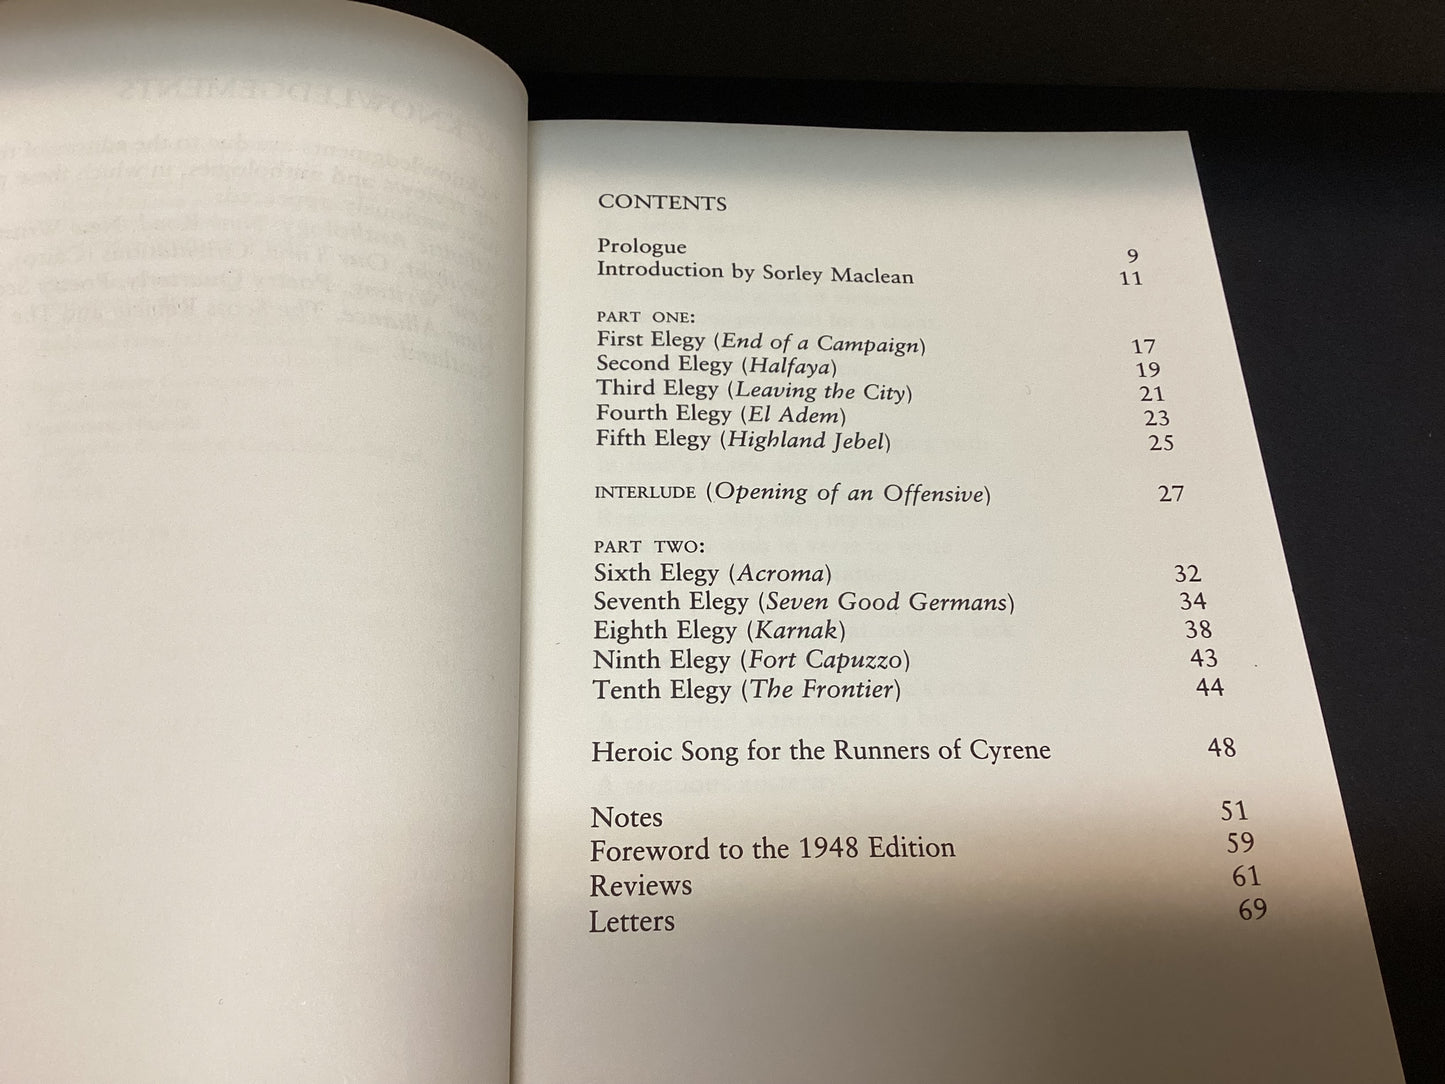 CONTENTS
Prologue 9
Introduction by Sorley Maclean 11
PART ONE:
First Elegy (End of a Campaign) 17
Second Elegy (Halfaya) 19
Third Elegy (Leaving the City) 21
Fourth Elegy (El Adem) 23
Fifth Elegy (Highland Jebel) 25
INTERLUDE (Opening of an Offensive) 27
PART TWO:
Sixth Elegy (Acroma) 32
Seventh Elegy (Seven Good Germans) 34
Eighth Elegy (Karnak) 38
Ninth Elegy (Fort Capuzzo) 43
Tenth Elegy (The Frontier) 44
Heroic Song for the Runners of Cyrene 48
Notes 51
Foreword to the 1948 Edition 59
Reviews 61
Letters 69